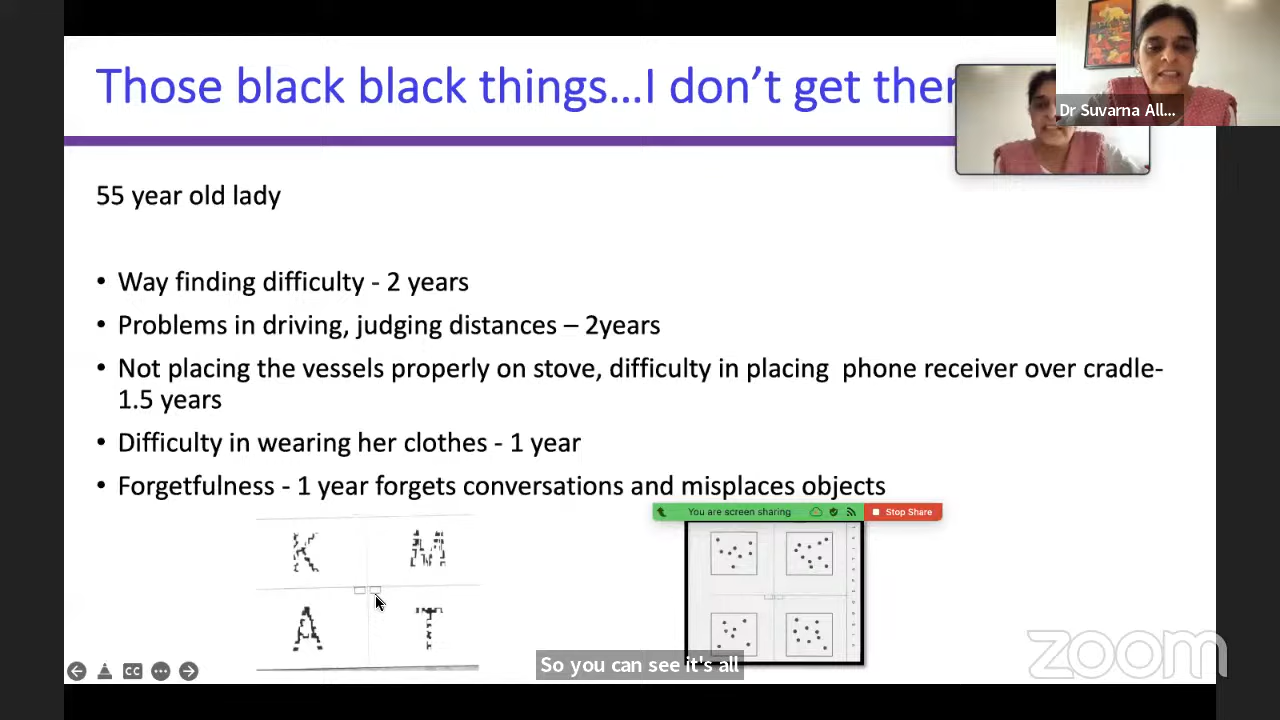 Those black black things...I don't get
Dr Suvarna All...
55 year old lady
• Way finding difficulty - 2 years
• Problems in driving, judging distances – 2years
• Not placing the vessels properly on stove, difficulty in placing phone receiver over cradle-
1.5 years
• Difficulty in wearing her clothes - 1 year
• Forgetfulness - 1 year forgets conversations and misplaces objects
You are screen sharing Stop Share
K M
A T
CC
So you can see it's all
zoom